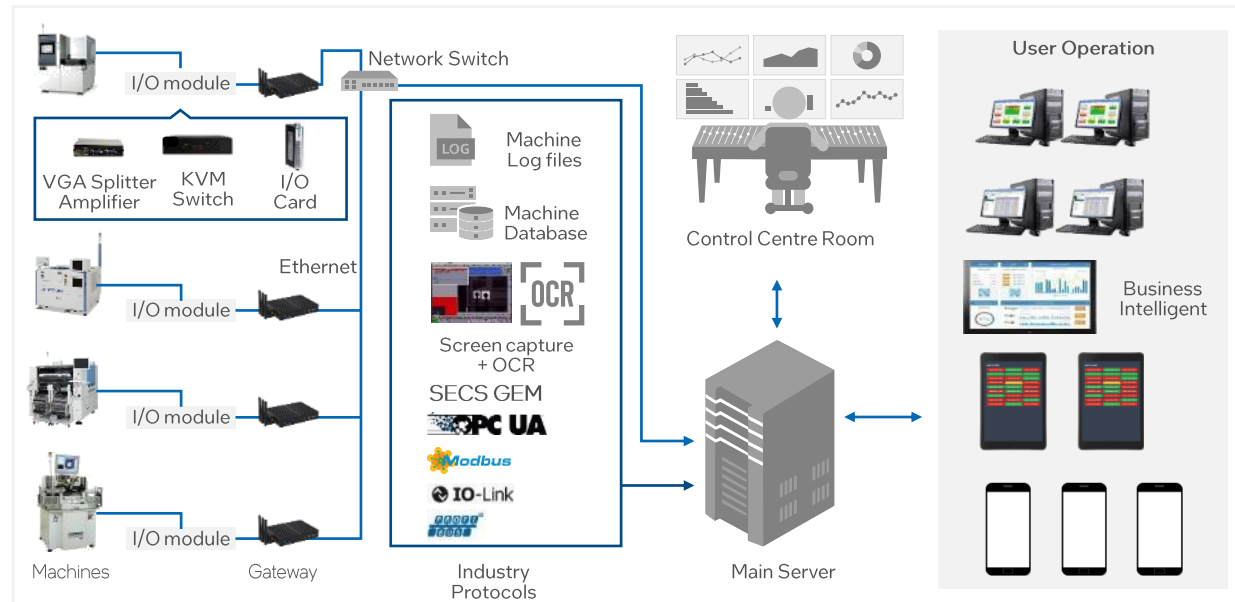 I/O module
Network Switch
VGA Splitter
Amplifier
KVM
Switch
I/O
Card
Ethernet
I/O module
I/O module
I/O module
Machines
Gateway
LOG
Machine
Log files
Machine
Database
OCR
Screen capture
+ OCR
SECS GEM
OPC UA
Modbus
IO-Link
PROFI
BUS
Industry
Protocols
Control Centre Room
Main Server
User Operation
Business
Intelligent